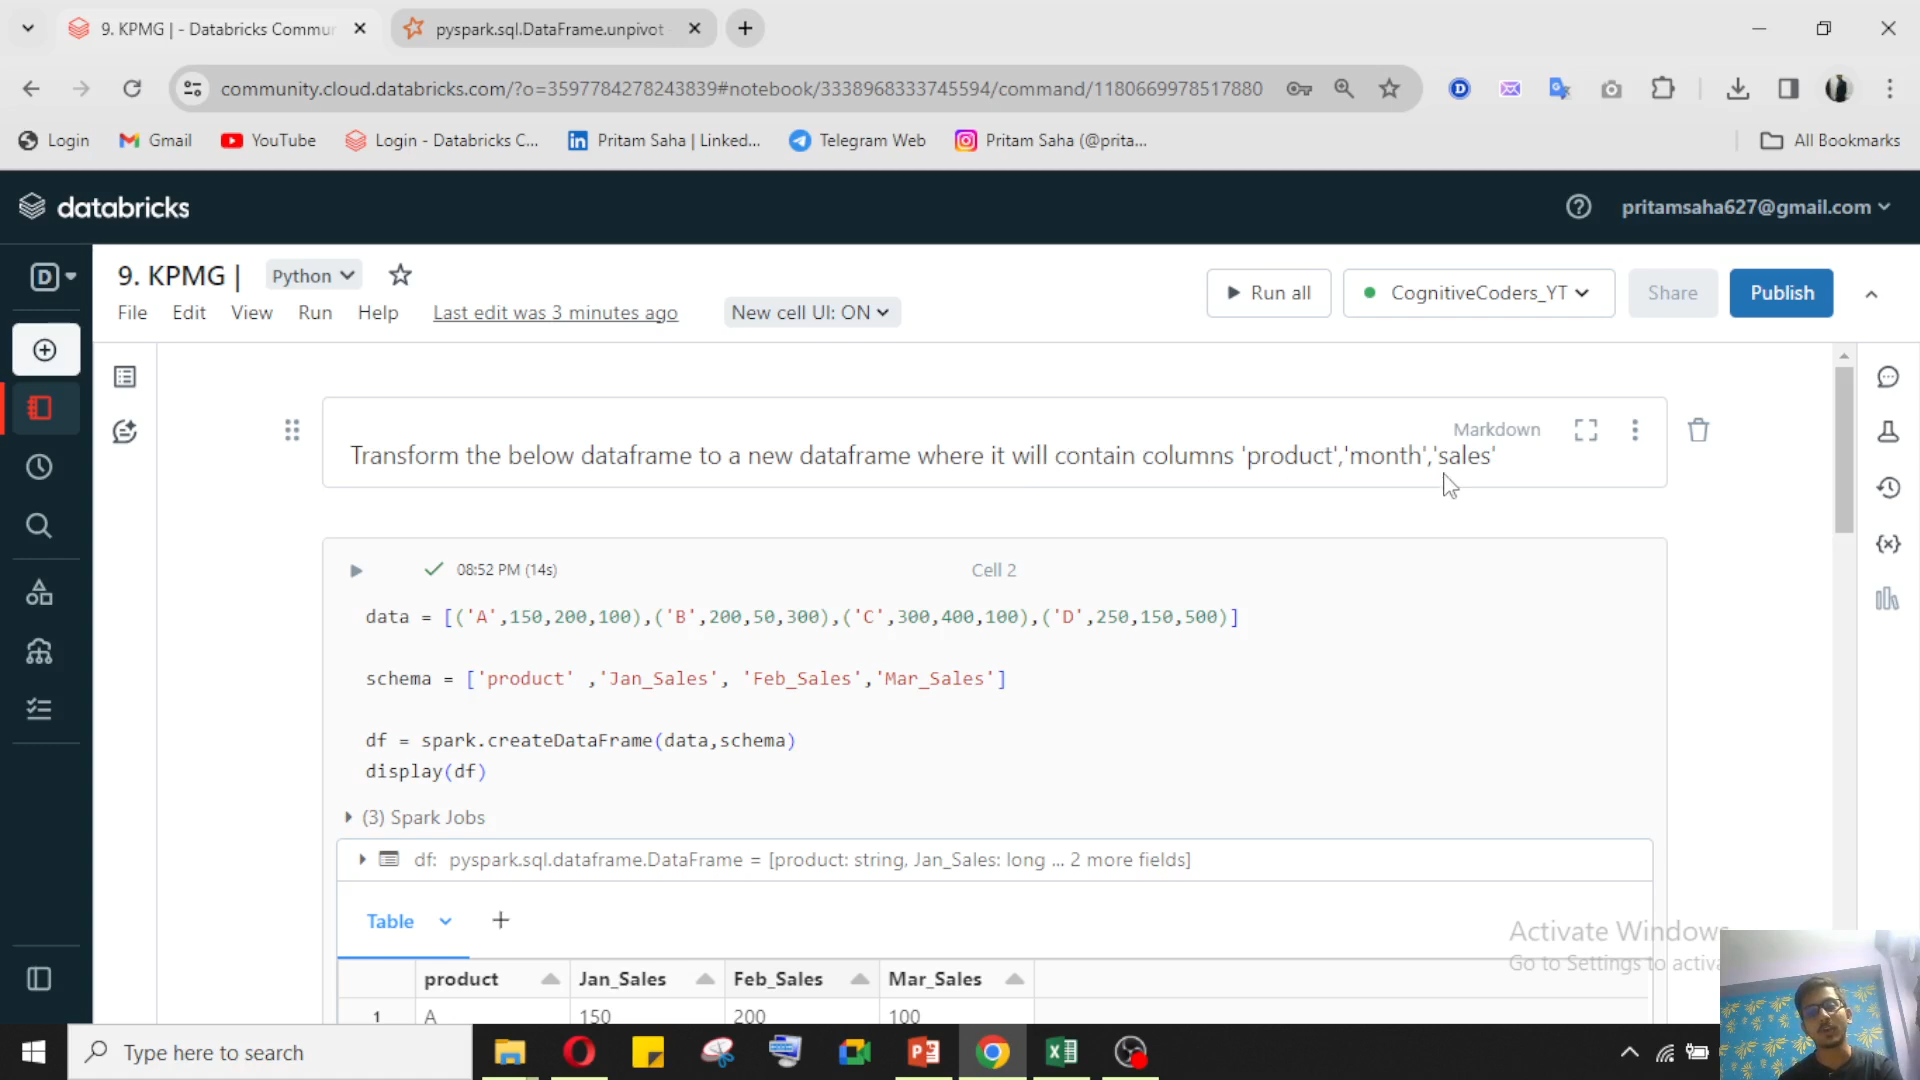 9. KPMG | - Databricks Commur
pyspark.sql.DataFrame.unpivot
community.cloud.databricks.com/?o=3597784278243839#notebook/3338968333745594/command/1180669978517880
Login
Gmail
YouTube
Login - Databricks C...
Pritam Saha | Linked...
Telegram Web
Pritam Saha (@prita...
All Bookmarks
databricks
pritamsaha627@gmail.com
D
9. KPMG |
Python
Run all
CognitiveCoders_YT
Share
Publish
File Edit View Run Help Last edit was 3 minutes ago
New cell UI: ON
Markdown
Transform the below dataframe to a new dataframe where it will contain columns 'product','month','sales'
08:52 PM (14s)
Cell 2
data = [('A',150,200,100),('B',200,50,300),('C',300,400,100),('D',250,150,500)]
schema = ['product' ,'Jan_Sales', 'Feb_Sales','Mar_Sales']
df = spark.createDataFrame(data,schema)
display(df)
(3) Spark Jobs
df: pyspark.sql.dataframe.DataFrame = [product: string, Jan_Sales: long ... 2 more fields]
Table
+
product Jan_Sales Feb_Sales Mar_Sales
1 A 150 200 100
Activate Windows
Go to Settings to activa
Type here to search